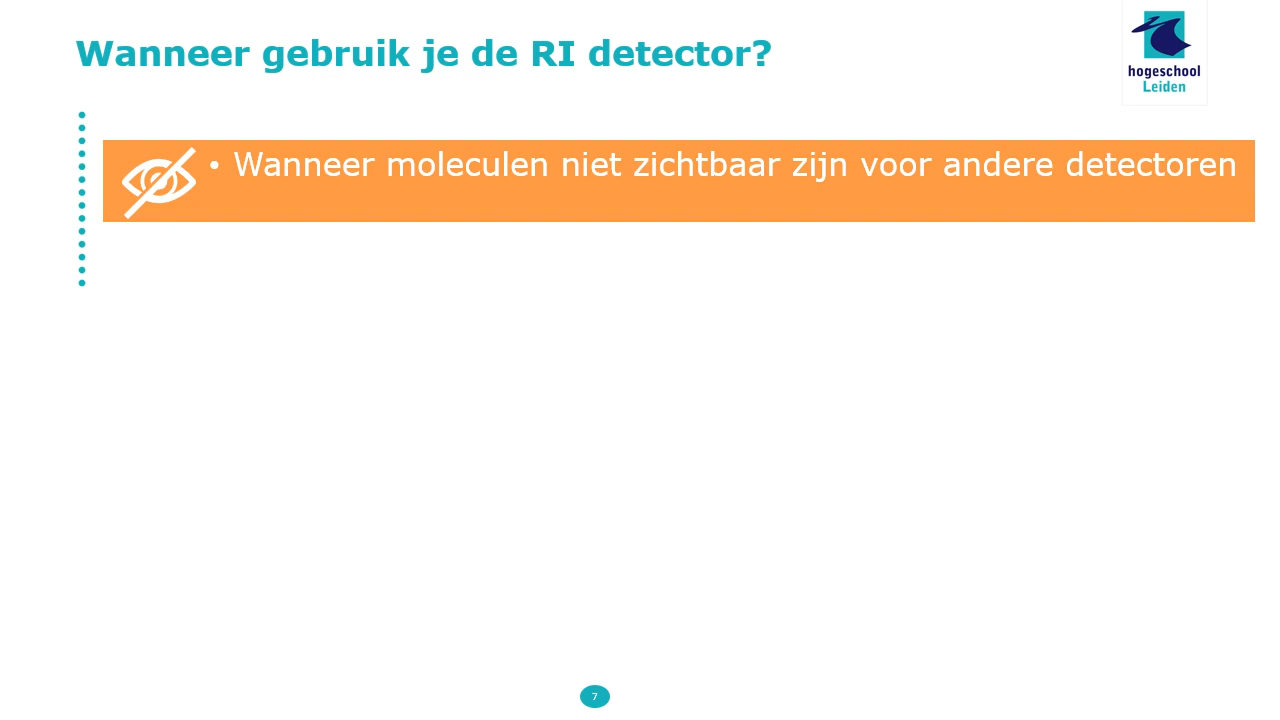 Wanneer gebruik je de RI detector?
hogeschool
Leiden
• Wanneer moleculen niet zichtbaar zijn voor andere detectoren
7